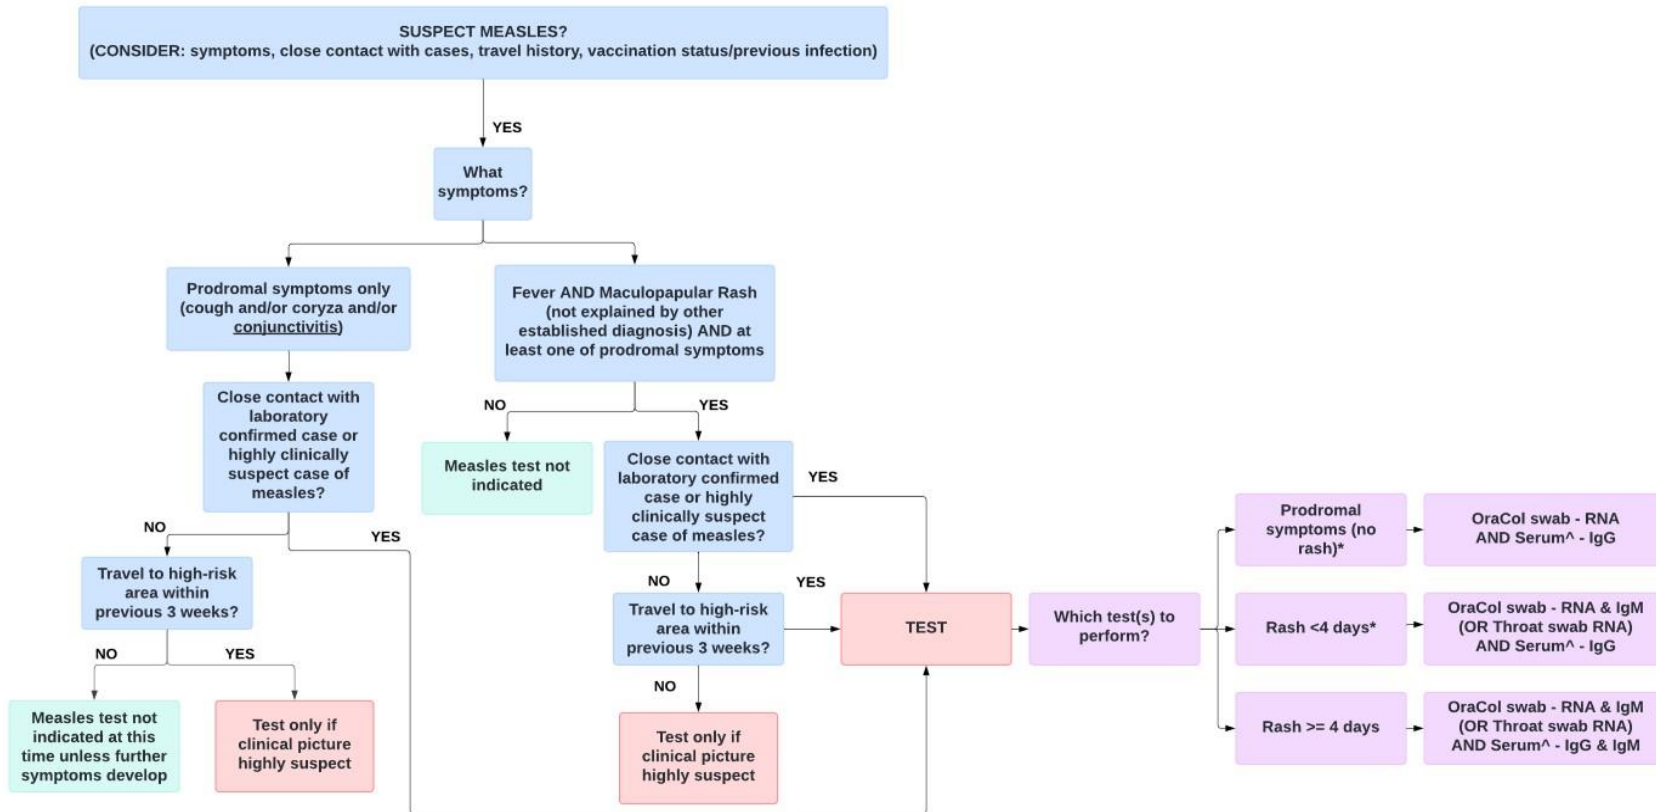 SUSPECT MEASLES?
(CONSIDER: symptoms, close contact with cases, travel history, vaccination status/previous infection)
YES
What
symptoms?
Prodromal symptoms only
(cough and/or coryza and/or
conjunctivitis)
Fever AND Maculopapular Rash
(not explained by other
established diagnosis) AND at
least one of prodromal symptoms
Close contact with
laboratory
confirmed case or
highly clinically
suspect case of
measles?
NO
YES
Measles test not
indicated
Close contact with
laboratory confirmed
case or highly
clinically suspect
case of measles?
YES
NO
YES
Travel to high-risk
area within
previous 3 weeks?
NO
YES
Measles test not
indicated at this
time unless further
symptoms develop
Test only if
clinical picture
highly suspect
NO
YES
Travel to high-risk
area within
previous 3 weeks?
NO
Test only if
clinical picture
highly suspect
TEST
Which test(s) to
perform?
Prodromal
symptoms (no
rash)*
OraCol swab - RNA
AND Serum^ - IgG
Rash <4 days*
OraCol swab - RNA & IgM
(OR Throat swab RNA)
AND Serum^ - IgG
Rash >= 4 days
OraCol swab - RNA & IgM
(OR Throat swab RNA)
AND Serum^ - IgG & IgM